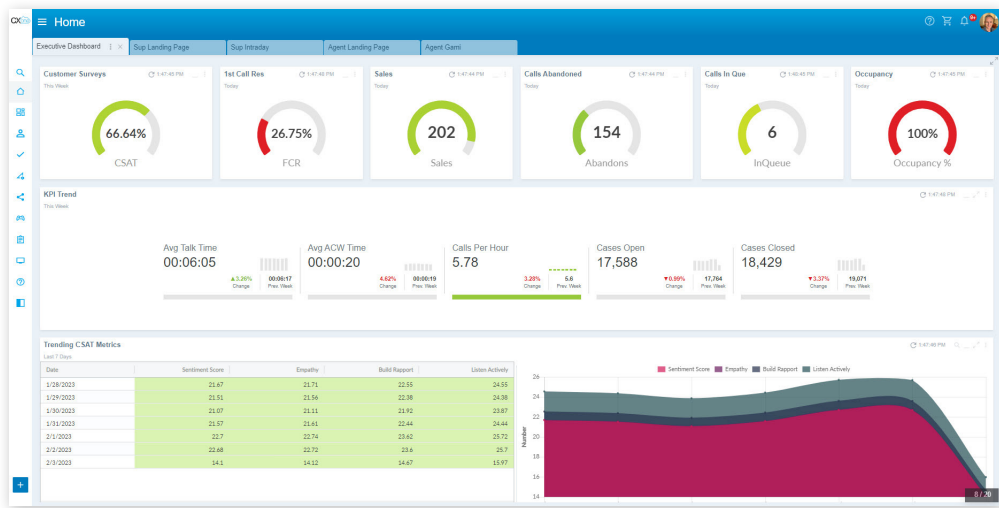 CX
Home
9+
Executive Dashboard
Sup Landing Page
Sup Intraday
Agent Landing Page
Agent Gami
Customer Surveys 1:47:48 PM
This Week
66.64%
CSAT
1st Call Res 1:47:48 PM
Today
26.75%
FCR
Sales 1:47:44 PM
Today
202
Sales
Calls Abandoned 1:47:44 PM
Today
154
Abandons
Calls In Que 1:48:48 PM
Today
6
InQueue
Occupancy 1:47:48 PM
Today
100%
Occupancy %
KPI Trend 1:47:48 PM
This Week
Avg Talk Time
00:06:05
▲3.26% 00:06:17
Change Prev. Week
Avg ACW Time
00:00:20
4.62% 00:00:19
Change Prev. Week
Calls Per Hour
5.78
3.28% 5.6
Change Prev. Week
Cases Open
17,588
▼0.99% 17,764
Change Prev. Week
Cases Closed
18,429
▼3.37% 19,071
Change Prev. Week
Trending CSAT Metrics 1:47:48 PM
Last 7 Days
Date Sentiment Score Empathy Build Rapport Listen Actively
1/28/2023 21.67 21.71 22.55 24.55
1/29/2023 21.51 21.56 22.38 24.38
1/30/2023 21.07 21.11 21.92 23.87
1/31/2023 21.57 21.61 22.44 24.44
2/1/2023 22.7 22.74 23.62 25.72
2/2/2023 22.68 22.72 23.6 25.7
2/3/2023 14.1 14.12 14.67 15.97
Sentiment Score Empathy Build Rapport Listen Actively
Number
26
24
22
20
18
16
14
8 / 20